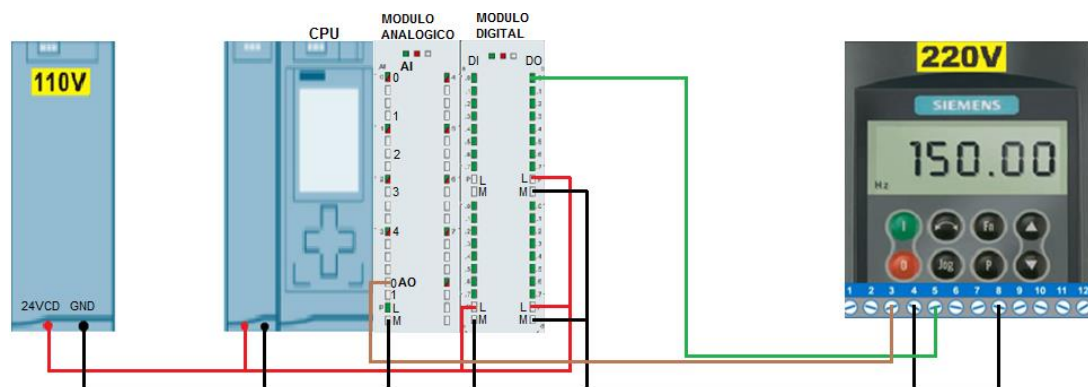 110V
24VCD GND
CPU
MODULO
ANALOGICO
AI
0
1
2
3
4
AO
0
1
L
M
MODULO
DIGITAL
DI DO
L L
M M
L L
M M
220V
SIEMENS
150.00
Hz
I Fn
0 Jog P
1 2 3 4 5 6 7 8 9 10 11 12